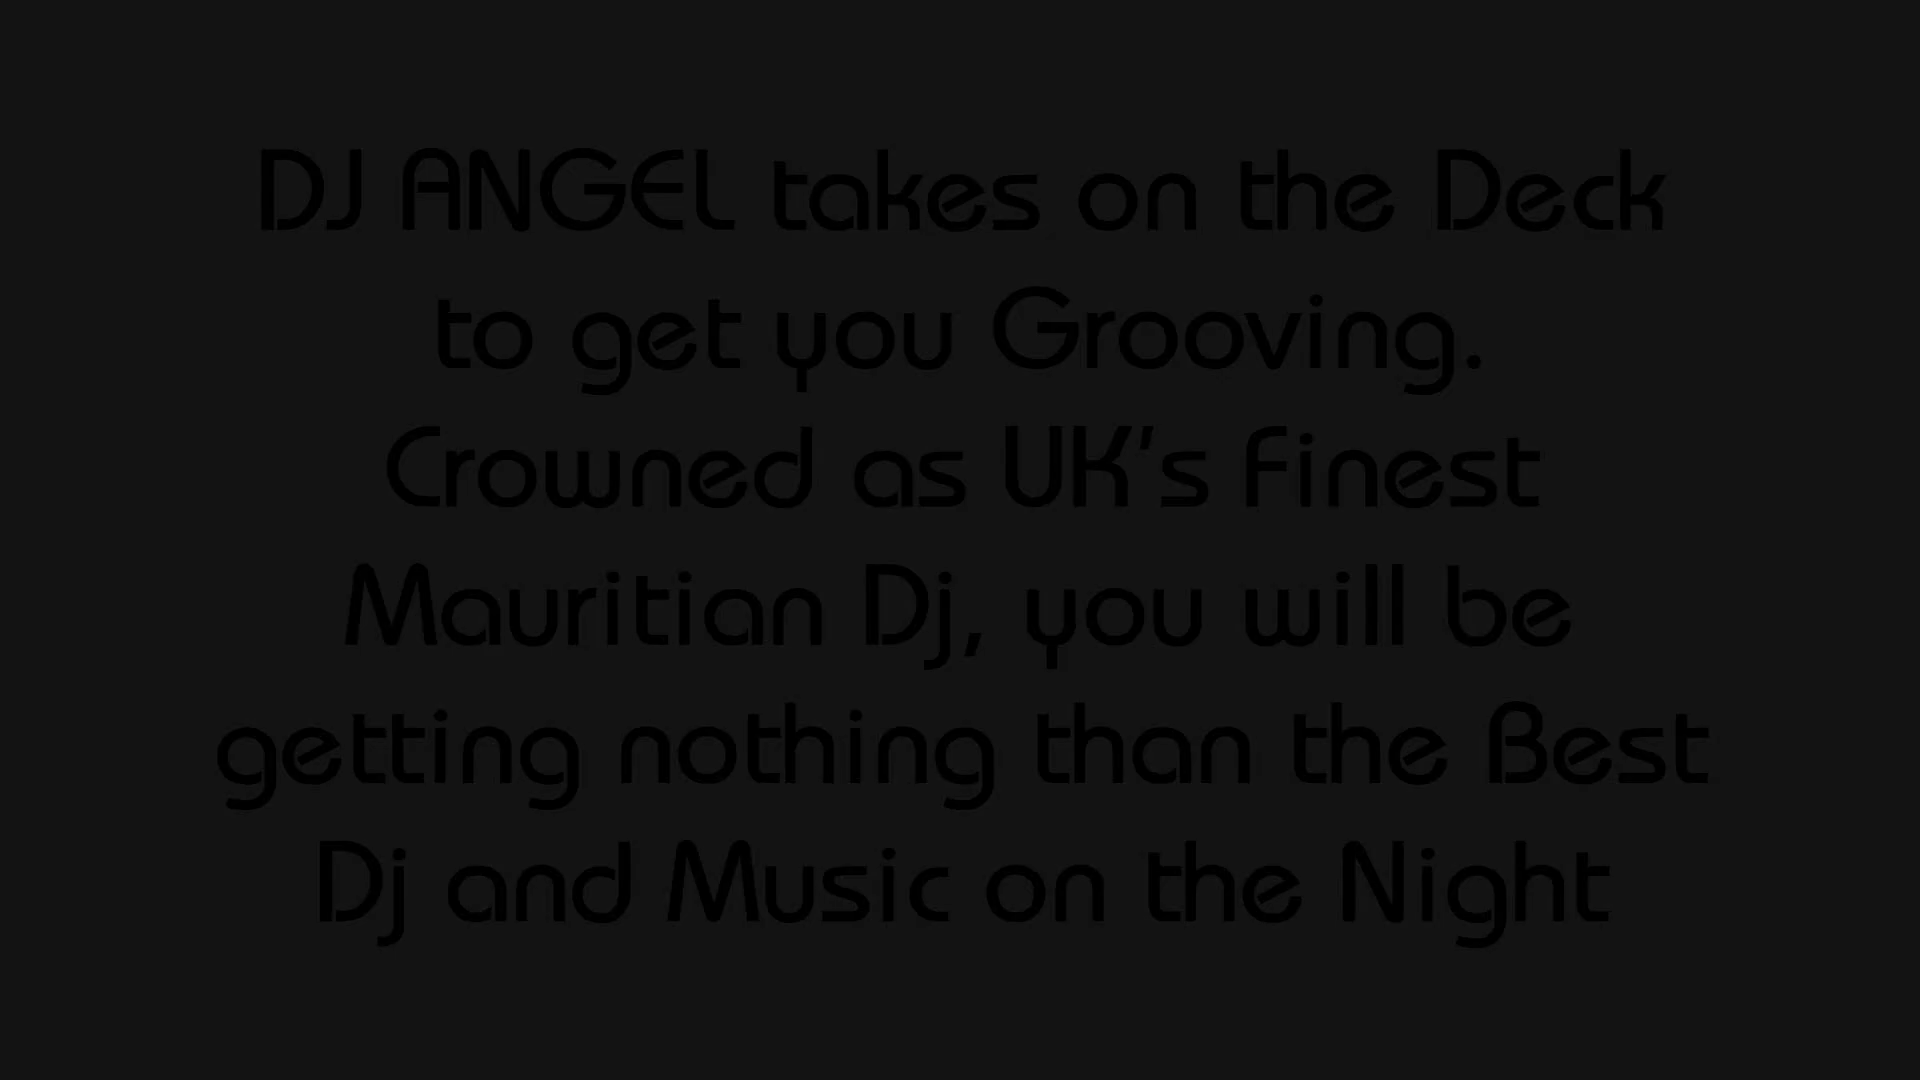 DJ ANGEL takes on the Deck
to get you Grooving.
Crowned as UK's Finest
Mauritian Dj, you will be
getting nothing than the Best
Dj and Music on the Night